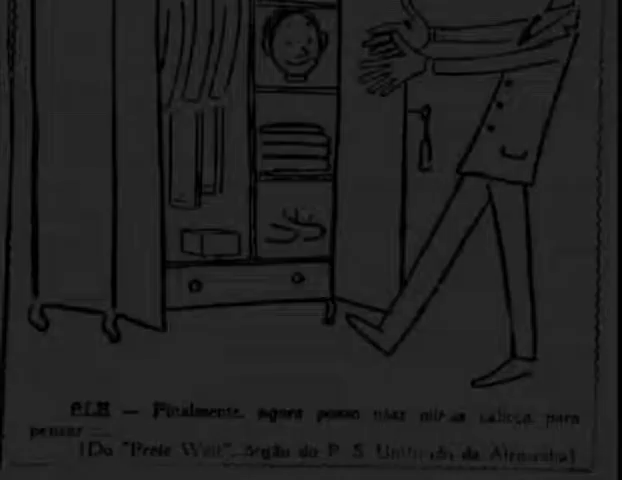 ELE — Finalmente, agora posso usar minha cabeça para
pensar ...
(Do "Freie Welt", órgão do P. S. Unificado da Alemanha)